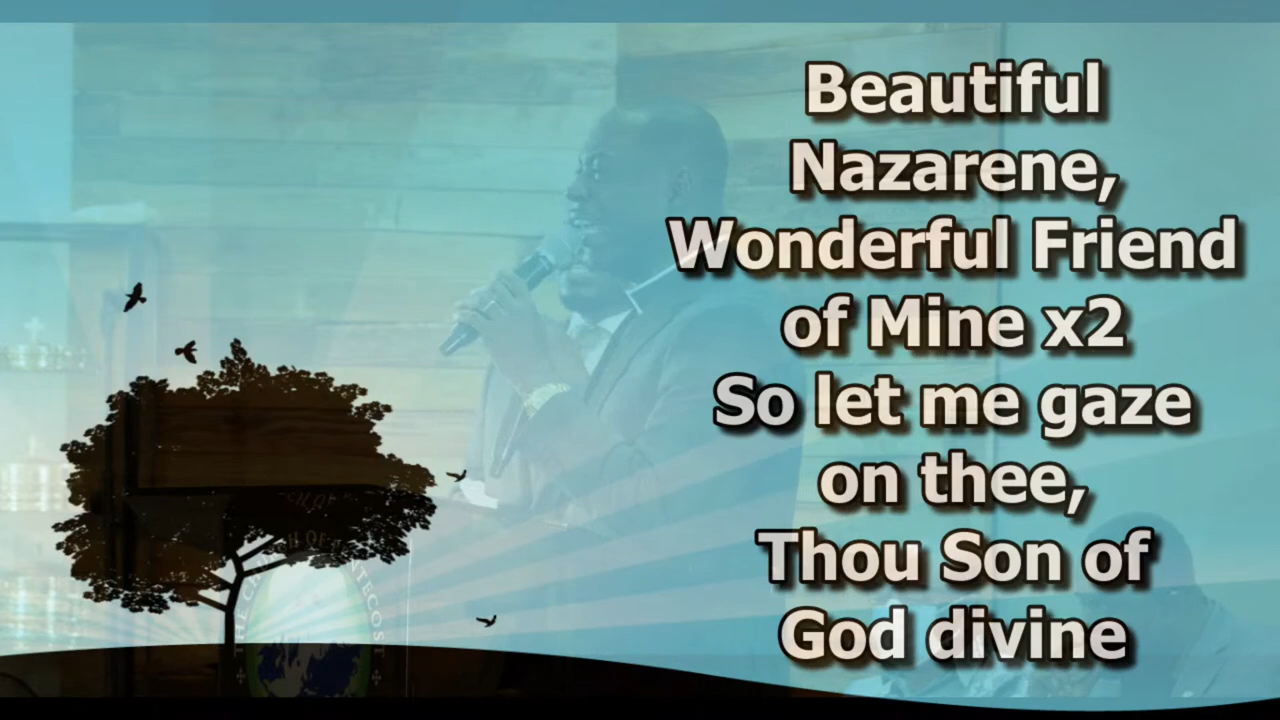 Beautiful
Nazarene,
Wonderful Friend
of Mine x2
So let me gaze
on thee,
Thou Son of
God divine